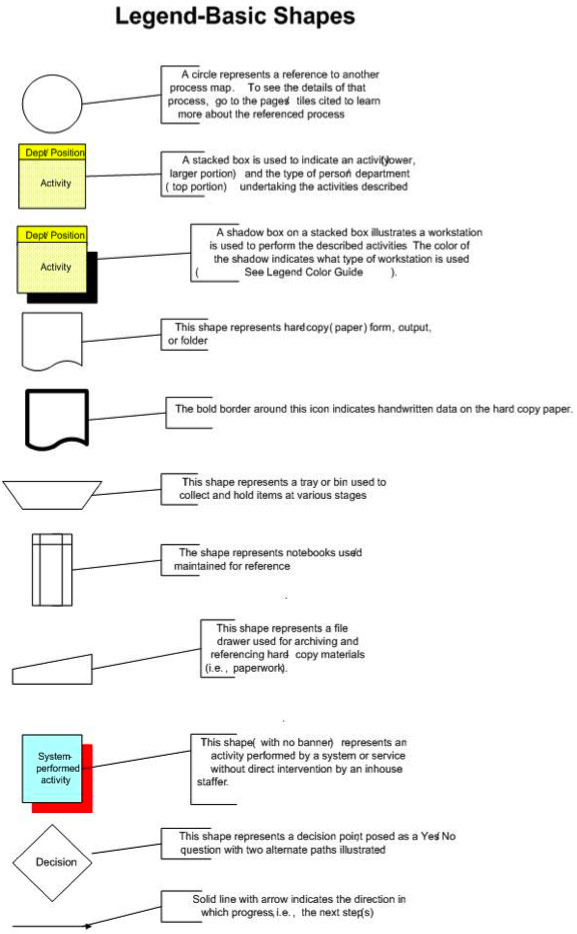 Legend-Basic Shapes
A circle represents a reference to another
process map. To see the details of that
process, go to the pages/ tiles cited to learn
more about the referenced process
Dept/ Position
Activity
A stacked box is used to indicate an activity(lower,
larger portion) and the type of person/ department
( top portion) undertaking the activities described
Dept/ Position
Activity
A shadow box on a stacked box illustrates a workstation
is used to perform the described activities The color of
the shadow indicates what type of workstation is used
( See Legend Color Guide ).
This shape represents hardcopy( paper) form, output,
or folder
The bold border around this icon indicates handwritten data on the hard copy paper.
This shape represents a tray or bin used to
collect and hold items at various stages
The shape represents notebooks used/
maintained for reference
This shape represents a file
drawer used for archiving and
referencing hard- copy materials
(i.e., paperwork).
System-
performed
activity
This shape( with no banner) represents an
activity performed by a system or service
without direct intervention by an inhouse
staffer.
Decision
This shape represents a decision point, posed as a Yes/ No
question with two alternate paths illustrated
Solid line with arrow indicates the direction in
which progress, i.e., the next step(s)